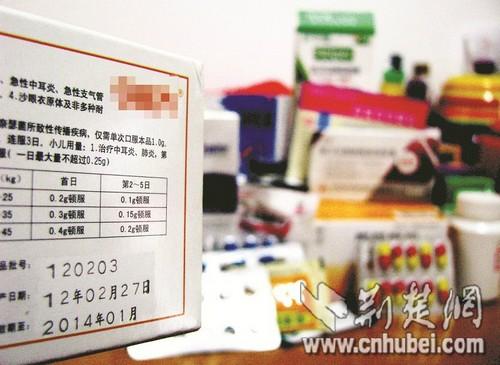 、急性中耳炎、急性支气管
4.沙眼衣原体及非多种耐
奈瑟菌所致性传播疾病，仅需单次口服本品1.0g。
连服3日。小儿用量：1.治疗中耳炎、肺炎，第
（一日最大量不超过0.25g）
(kg) 首日 第2～5日
25 0.2g顿服 0.1g顿服
35 0.3g顿服 0.15g顿服
45 0.4g顿服 0.2g顿服
品批号：120203
产日期：12年02月27日
效期至：2014年01月
荆楚网
www.cnhubei.com